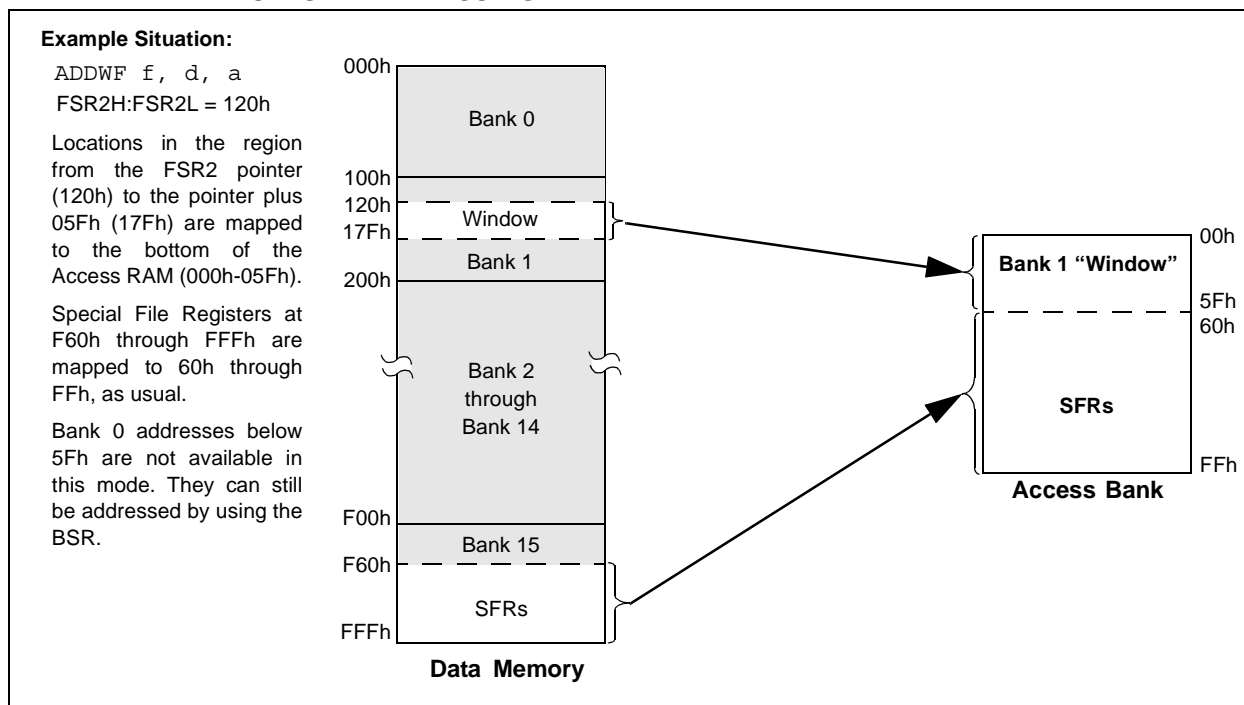 Example Situation:
ADDWF f, d, a
FSR2H:FSR2L = 120h
Locations in the region
from the FSR2 pointer
(120h) to the pointer plus
05Fh (17Fh) are mapped
to the bottom of the
Access RAM (000h-05Fh).
Special File Registers at
F60h through FFFh are
mapped to 60h through
FFh, as usual.
Bank 0 addresses below
5Fh are not available in
this mode. They can still
be addressed by using the
BSR.
000h
Bank 0
100h
120h
Window
17Fh
Bank 1
200h
Bank 2
through
Bank 14
F00h
Bank 15
F60h
SFRs
FFFh
Data Memory
00h
Bank 1 “Window”
5Fh
60h
SFRs
FFh
Access Bank